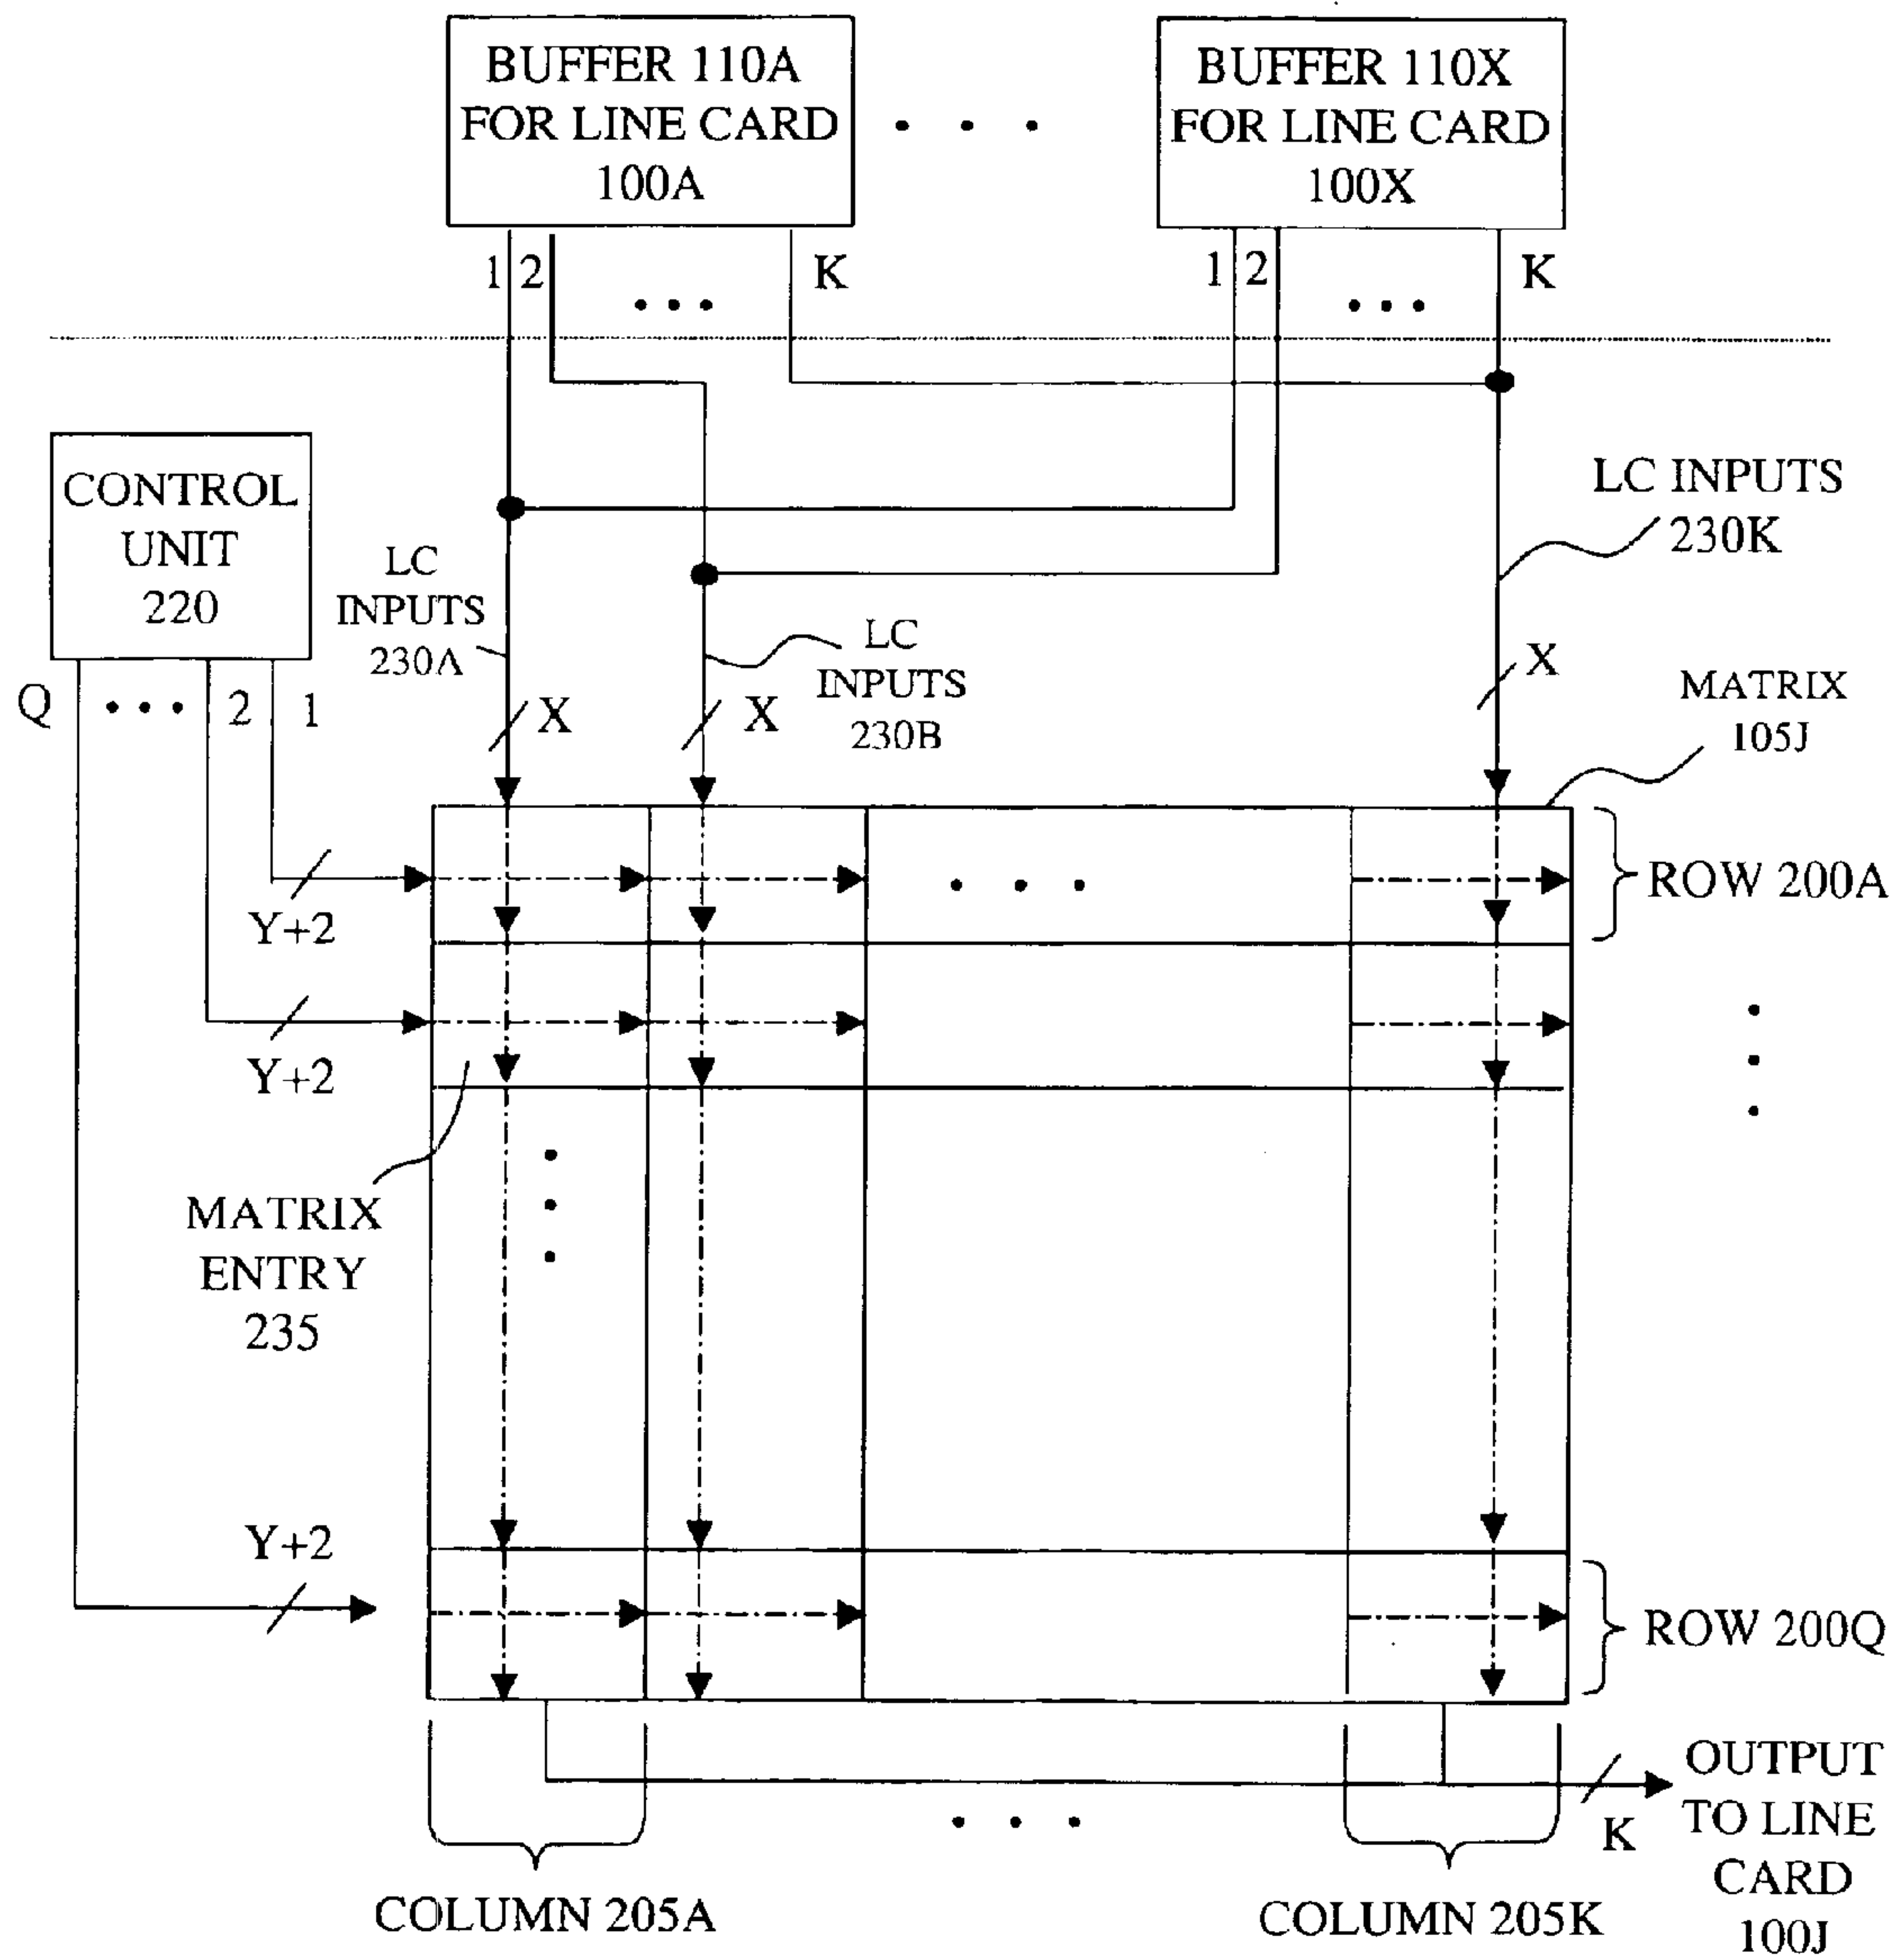 BUFFER 110A
FOR LINE CARD
100A
BUFFER 110X
FOR LINE CARD
100X
1 2 K
1 2 K
CONTROL
UNIT
220
LC INPUTS
230K
LC
INPUTS
230A
LC
INPUTS
230B
Q 2 1
X
X
X
MATRIX
105J
Y+2
ROW 200A
Y+2
MATRIX
ENTRY
235
Y+2
ROW 200Q
K
OUTPUT
TO LINE
CARD
100J
COLUMN 205A
COLUMN 205K